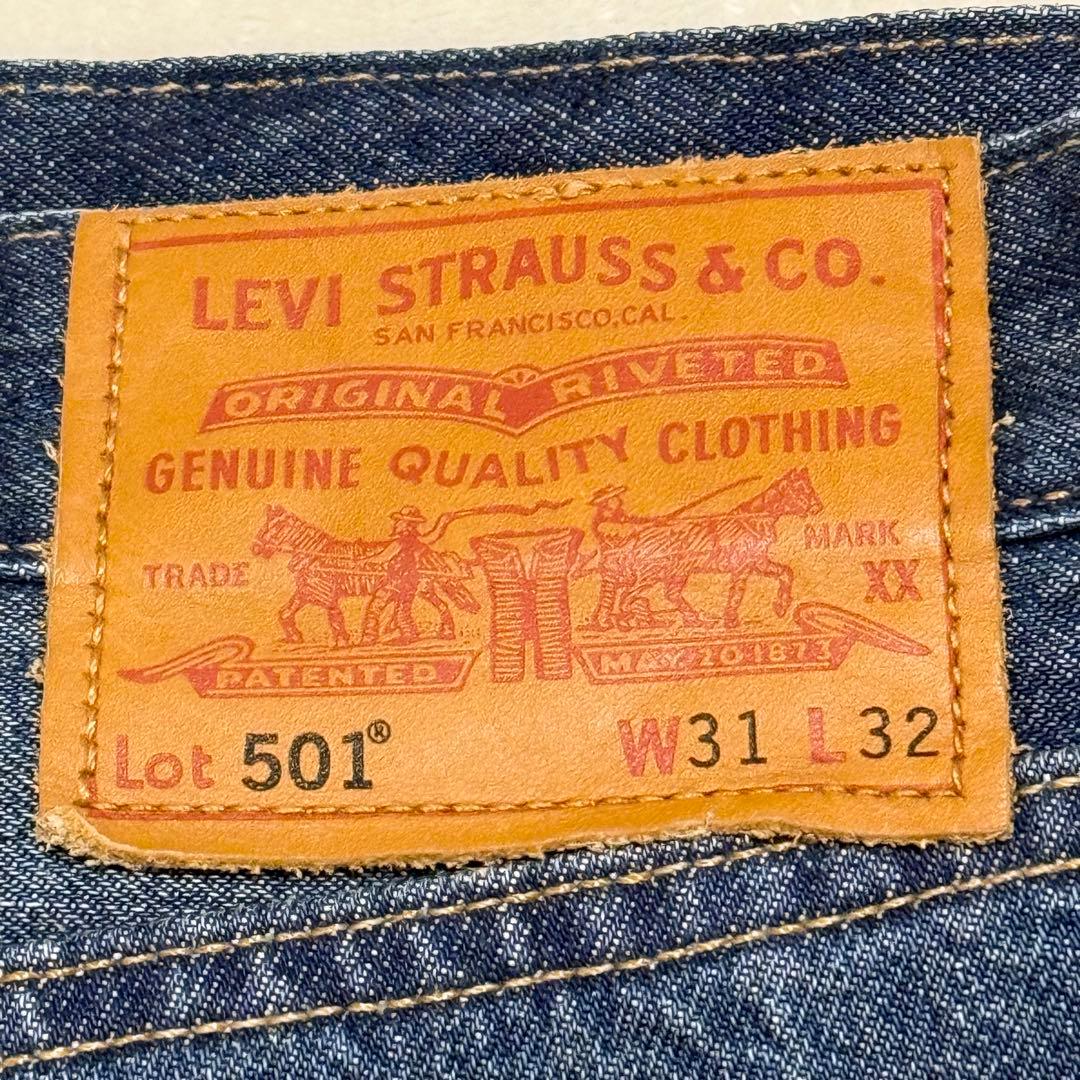 LEVI STRAUSS & CO.
SAN FRANCISCO, CAL.
ORIGINAL RIVETED
GENUINE QUALITY CLOTHING
TRADE MARK
XX
PATENTED MAY 20 1873
Lot 501® W31 L32